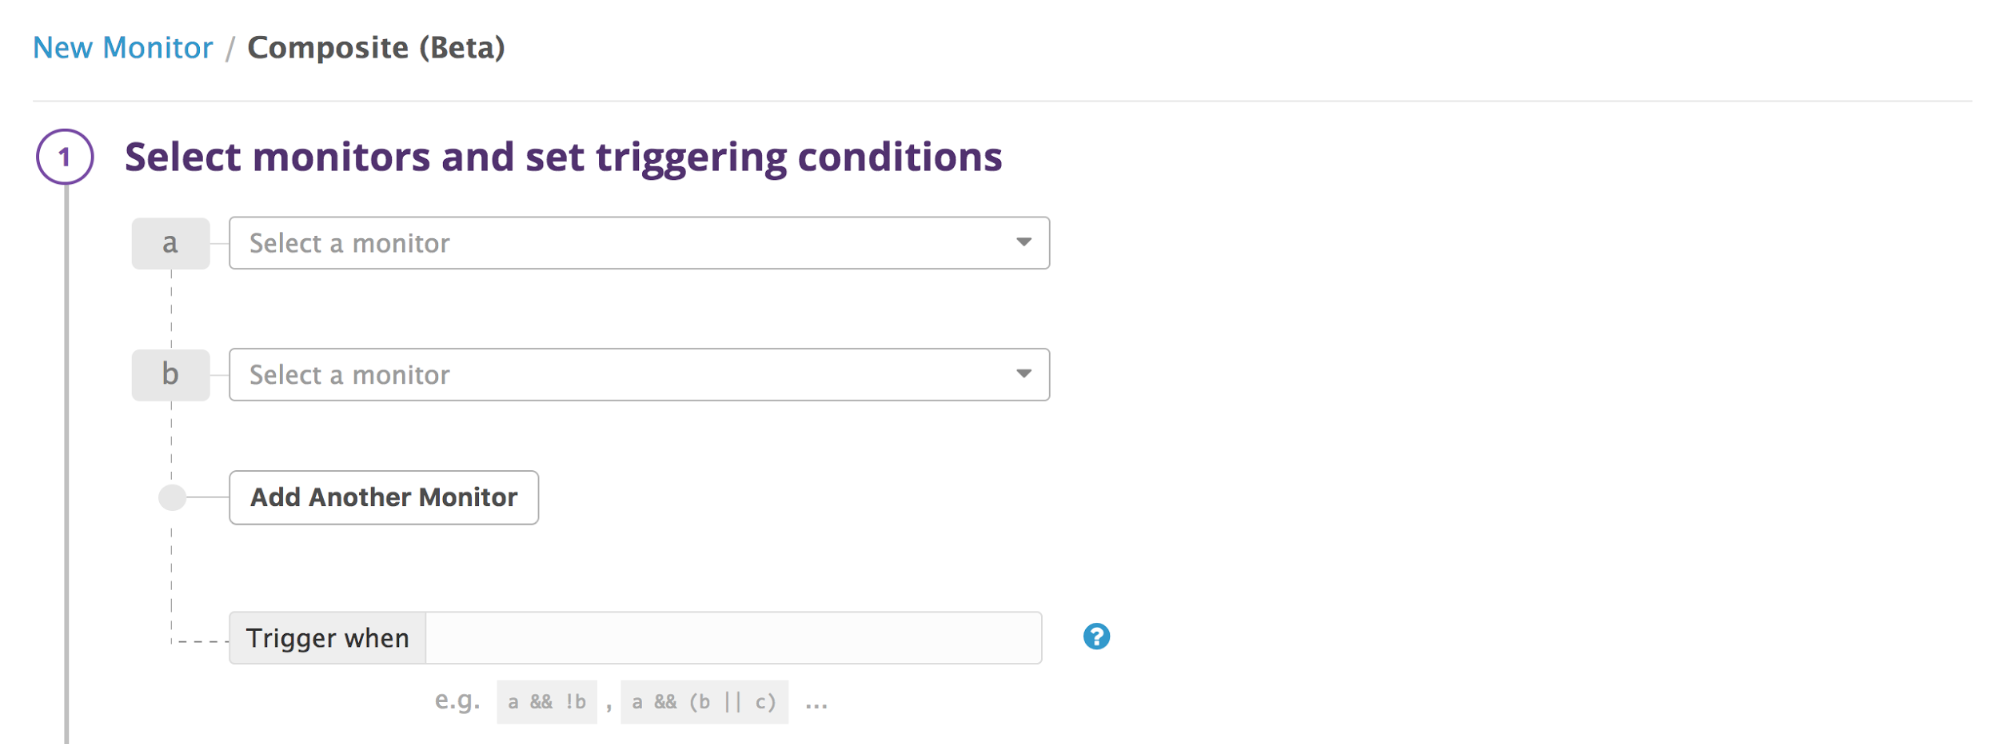 New Monitor / Composite (Beta)
1 Select monitors and set triggering conditions
a Select a monitor
b Select a monitor
Add Another Monitor
Trigger when ?
e.g. a && !b , a && (b || c) ...